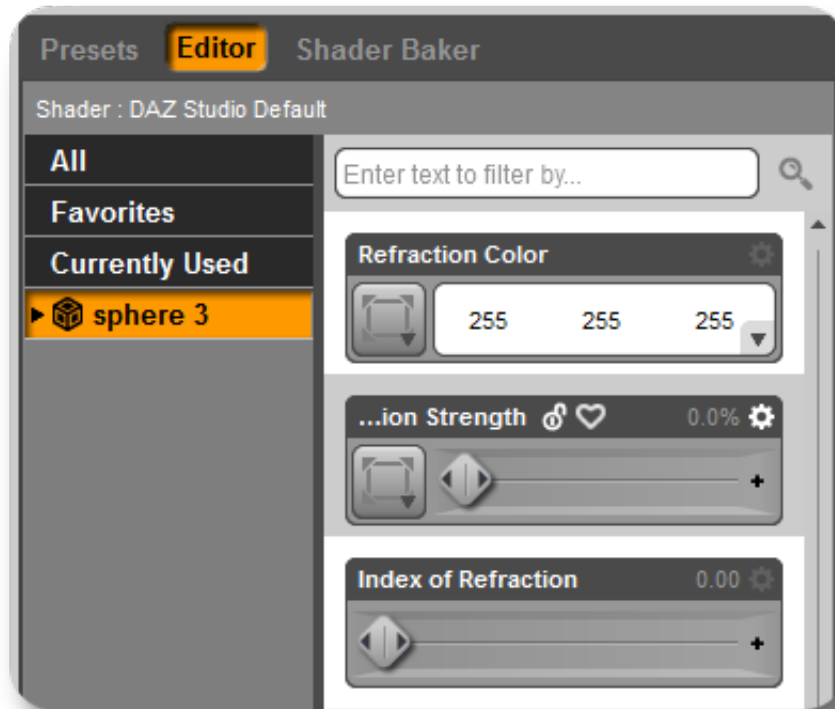 Presets Editor Shader Baker
Shader : DAZ Studio Default
All
Favorites
Currently Used
sphere 3
Enter text to filter by...
Refraction Color
255 255 255
...ion Strength 0.0%
Index of Refraction 0.00